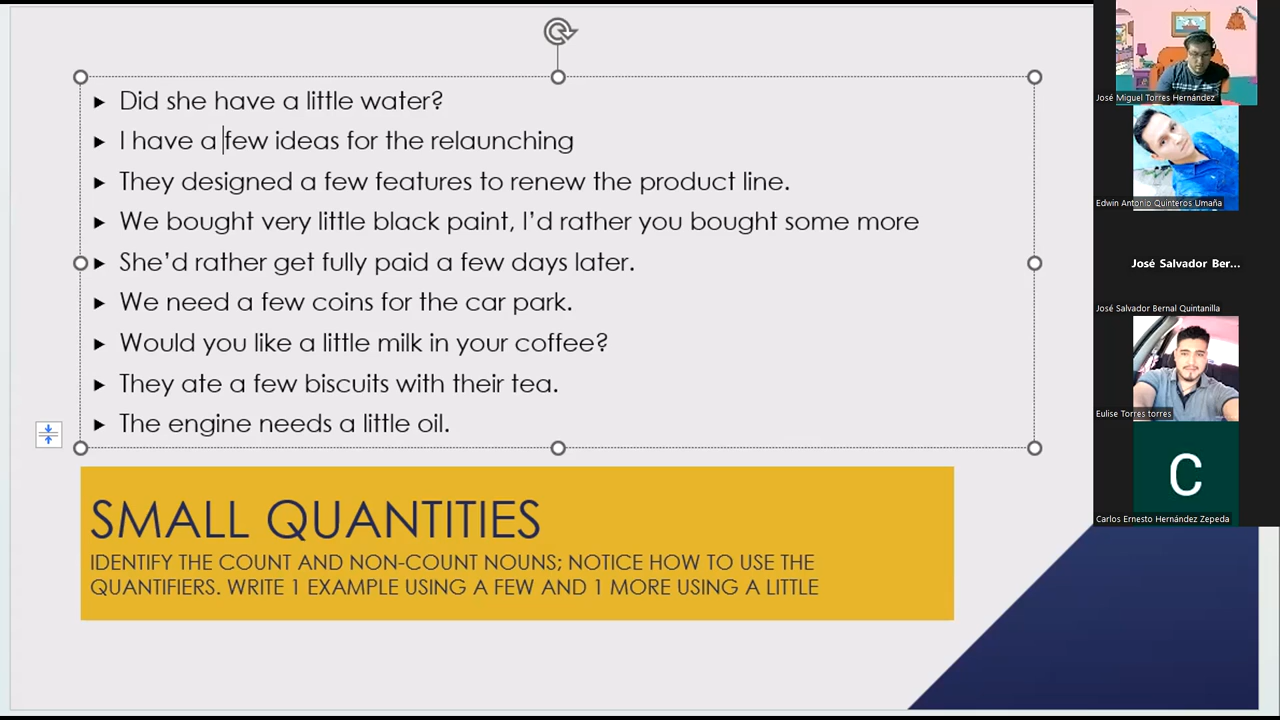 Did she have a little water?
I have a few ideas for the relaunching
They designed a few features to renew the product line.
We bought very little black paint, I'd rather you bought some more
She'd rather get fully paid a few days later.
We need a few coins for the car park.
Would you like a little milk in your coffee?
They ate a few biscuits with their tea.
The engine needs a little oil.
SMALL QUANTITIES
IDENTIFY THE COUNT AND NON-COUNT NOUNS; NOTICE HOW TO USE THE
QUANTIFIERS. WRITE 1 EXAMPLE USING A FEW AND 1 MORE USING A LITTLE
José Miguel Torres Hernández
Edwin Antonio Quinteros Umaña
José Salvador Ber...
José Salvador Bernal Quintanilla
Eulise Torres torres
C
Carlos Ernesto Hernández Zepeda